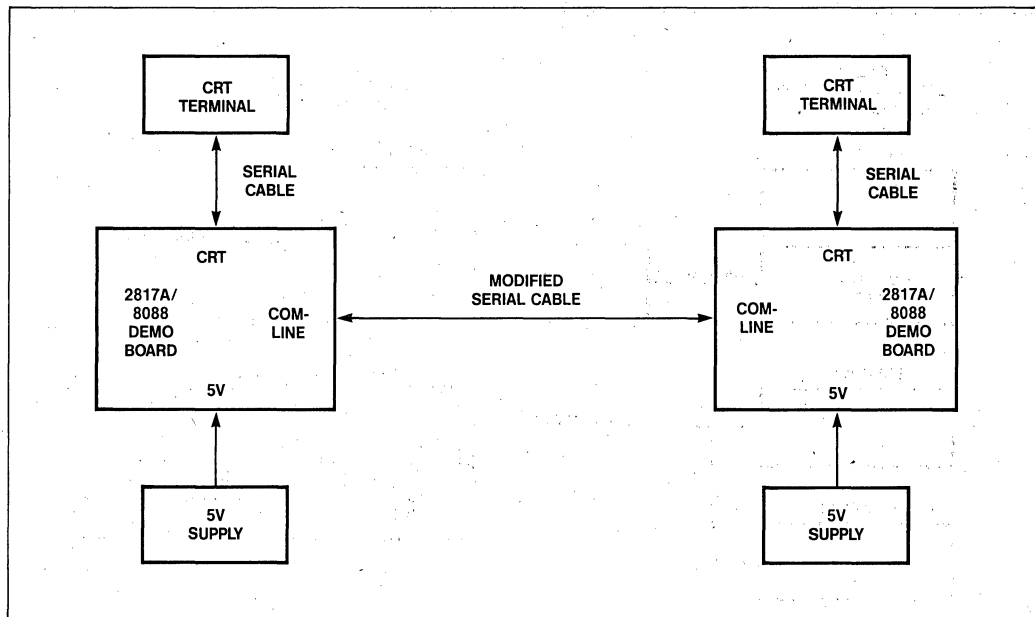 CRT
TERMINAL
CRT
TERMINAL
SERIAL
CABLE
SERIAL
CABLE
CRT
2817A/
8088
DEMO
BOARD
COM-
LINE
5V
MODIFIED
SERIAL CABLE
CRT
COM-
LINE
2817A/
8088
DEMO
BOARD
5V
5V
SUPPLY
5V
SUPPLY